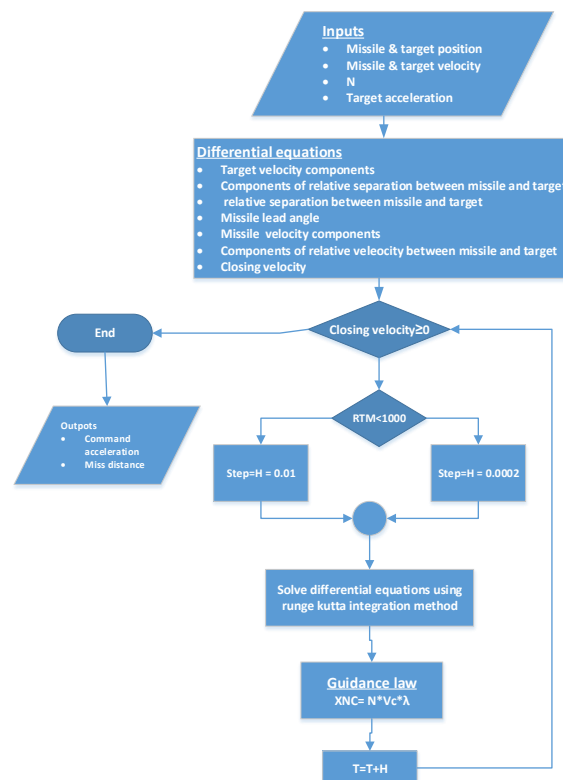 Inputs
• Missile & target position
• Missile & target velocity
• N
• Target acceleration
Differential equations
• Target velocity components
• Components of relative separation between missile and target
• relative separation between missile and target
• Missile lead angle
• Missile velocity components
• Components of relative veleocity between missile and target
• Closing velocity
End
Closing velocity≥0
Outpots
• Command
acceleration
• Miss distance
RTM<1000
Step=H = 0.01
Step=H = 0.0002
Solve differential equations using
runge kutta integration method
Guidance law
XNC= N*Vc*λ
T=T+H